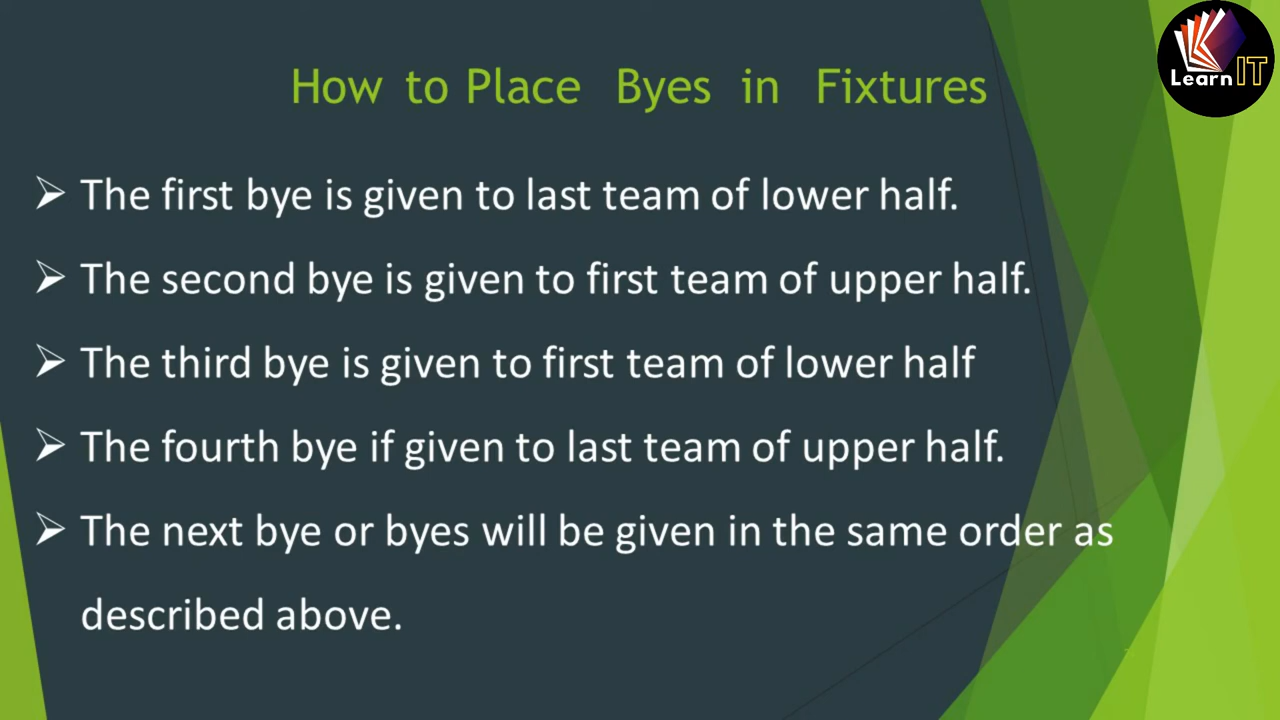 LearnIT
How to Place Byes in Fixtures
➢ The first bye is given to last team of lower half.
➢ The second bye is given to first team of upper half.
➢ The third bye is given to first team of lower half
➢ The fourth bye if given to last team of upper half.
➢ The next bye or byes will be given in the same order as
described above.